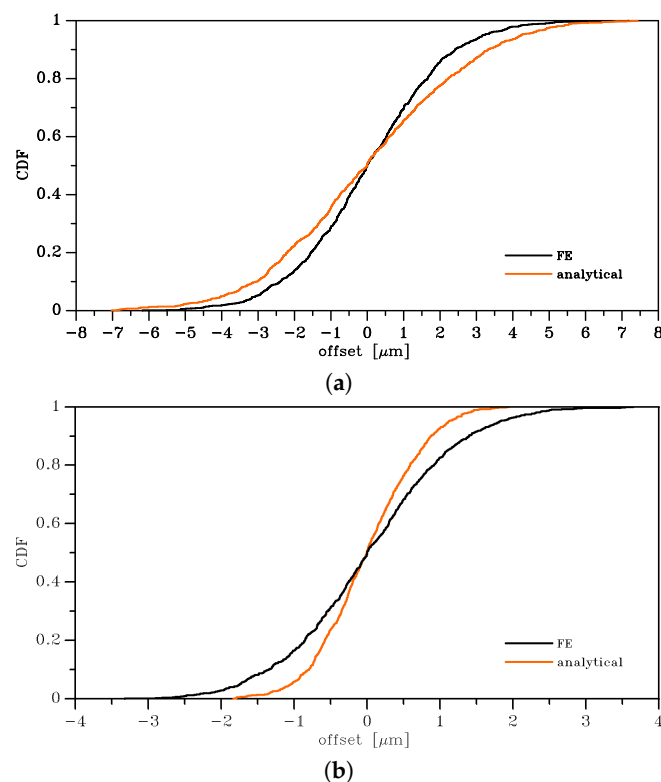 1
0.8
0.6
0.4
0.2
0
CDF
FE
analytical
−8 −7 −6 −5 −4 −3 −2 −1 0 1 2 3 4 5 6 7 8
offset [μm]
(a)
1
0.8
0.6
0.4
0.2
0
CDF
FE
analytical
−4 −3 −2 −1 0 1 2 3 4
offset [μm]
(b)